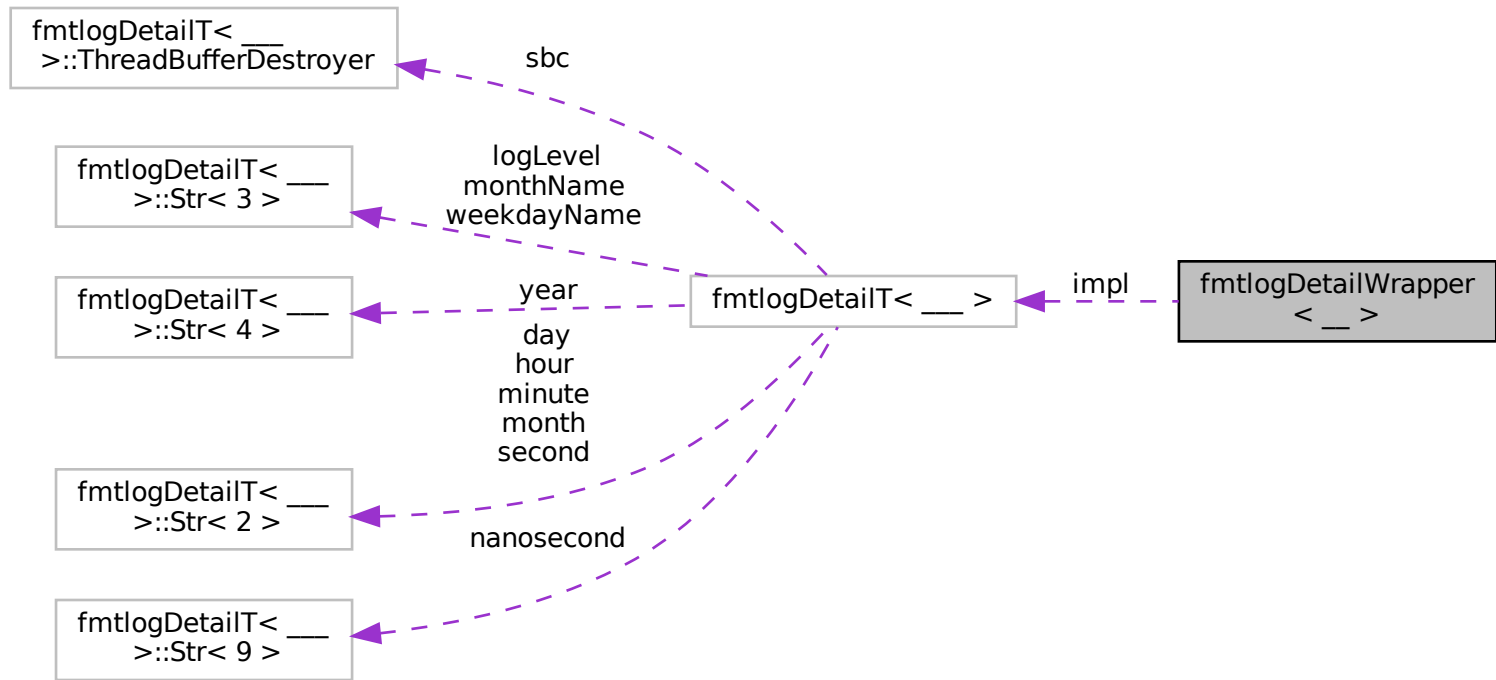 fmtlogDetailT< ___
>::ThreadBufferDestroyer
sbc
fmtlogDetailT< ___
>::Str< 3 >
logLevel
monthName
weekdayName
fmtlogDetailT< ___
>::Str< 4 >
year
fmtlogDetailT< ___ >
impl
fmtlogDetailWrapper
< __ >
day
hour
minute
month
second
fmtlogDetailT< ___
>::Str< 2 >
nanosecond
fmtlogDetailT< ___
>::Str< 9 >